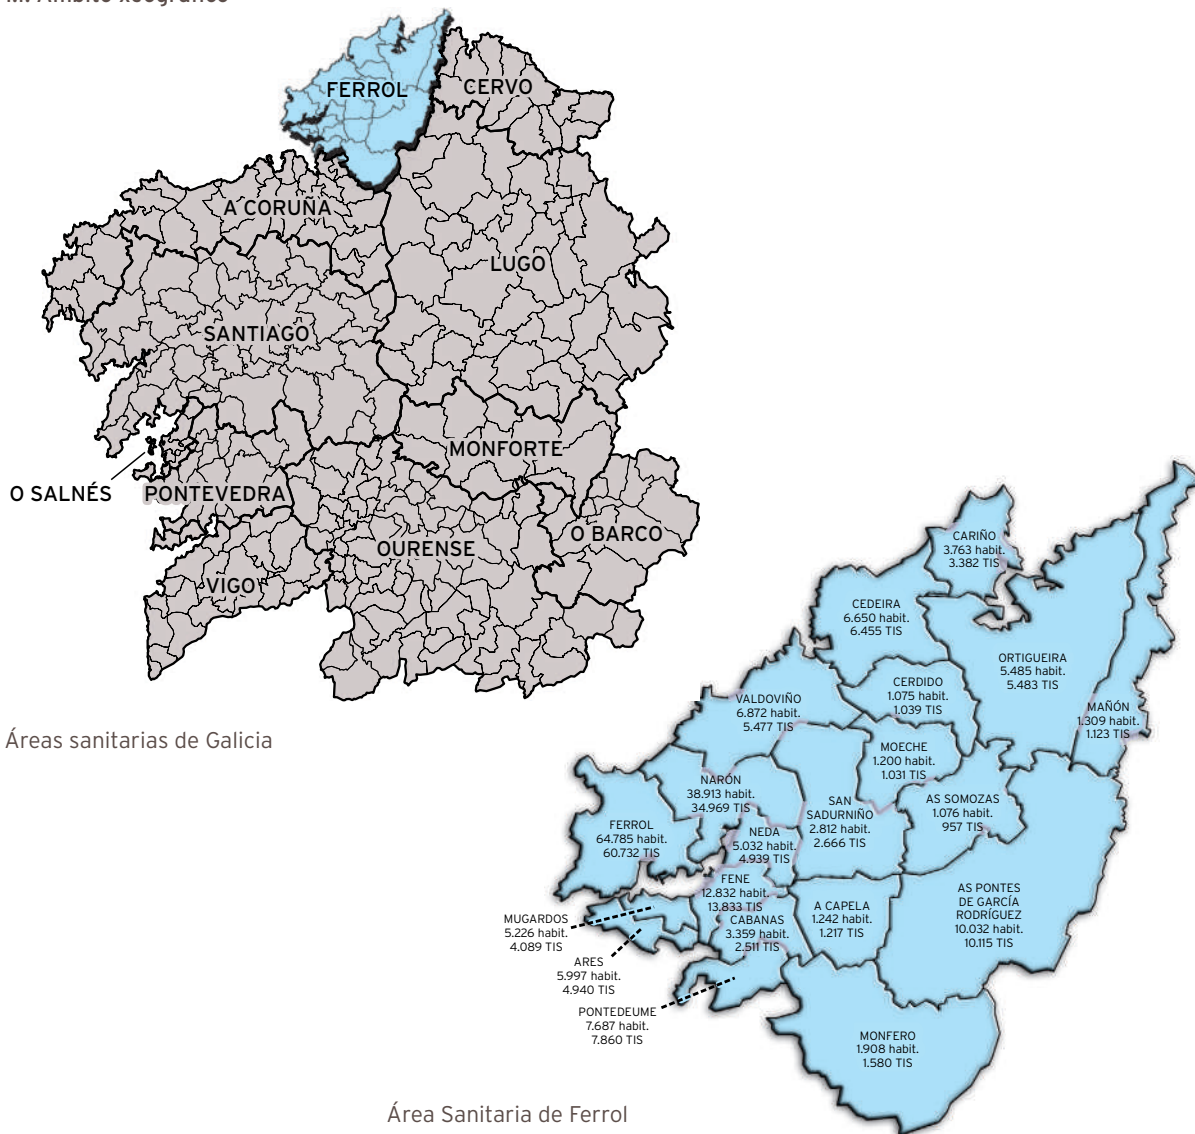 Ámbito xeográfico
FERROL
CERVO
A CORUÑA
LUGO
SANTIAGO
MONFORTE
O SALNÉS
PONTEVEDRA
O BARCO
OURENSE
VIGO
Áreas sanitarias de Galicia
CARIÑO
3.763 habit.
3.382 TIS
CEDEIRA
6.650 habit.
6.455 TIS
ORTIGUEIRA
5.485 habit.
5.483 TIS
CERDIDO
1.075 habit.
1.039 TIS
VALDOVIÑO
6.872 habit.
5.477 TIS
MAÑÓN
1.309 habit.
1.123 TIS
MOECHE
1.200 habit.
1.031 TIS
NARÓN
38.913 habit.
34.969 TIS
SAN
SADURNIÑO
2.812 habit.
2.666 TIS
AS SOMOZAS
1.076 habit.
957 TIS
FERROL
64.785 habit.
60.732 TIS
NEDA
5.032 habit.
4.939 TIS
FENE
12.832 habit.
13.833 TIS
AS PONTES
DE GARCÍA
RODRÍGUEZ
10.032 habit.
10.115 TIS
A CAPELA
1.242 habit.
1.217 TIS
MUGARDOS
5.226 habit.
4.089 TIS
CABANAS
3.359 habit.
2.511 TIS
ARES
5.997 habit.
4.940 TIS
PONTEDEUME
7.687 habit.
7.860 TIS
MONFERO
1.908 habit.
1.580 TIS
Área Sanitaria de Ferrol